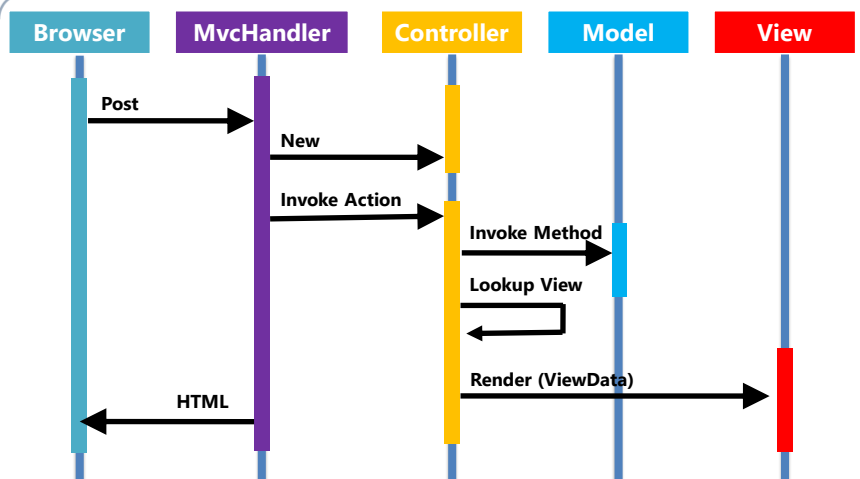 Browser
MvcHandler
Controller
Model
View
Post
New
Invoke Action
Invoke Method
Lookup View
Render (ViewData)
HTML